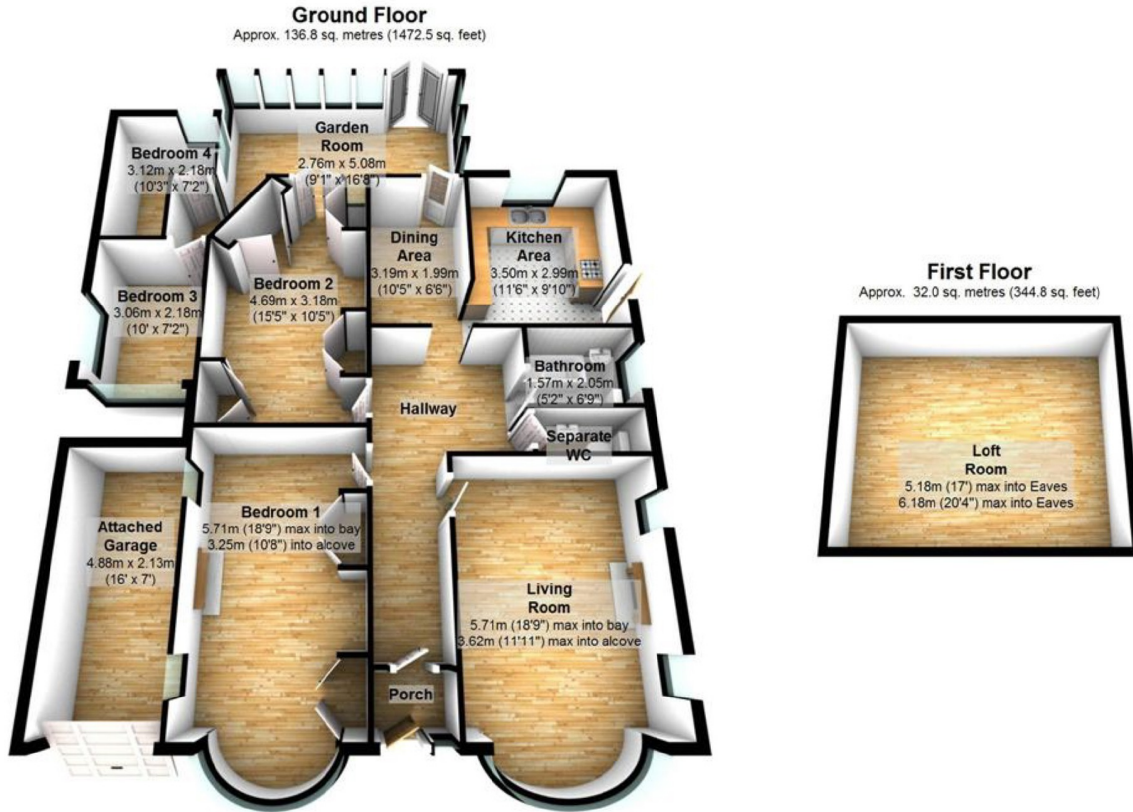 Ground Floor
Approx. 136.8 sq. metres (1472.5 sq. feet)
Garden
Room
2.76m x 5.08m
(9'1" x 16'8")
Bedroom 4
3.12m x 2.18m
(10'3" x 7'2")
Dining
Area
3.19m x 1.99m
(10'5" x 6'6")
Kitchen
Area
3.50m x 2.99m
(11'6" x 9'10")
Bedroom 3
3.06m x 2.18m
(10' x 7'2")
Bedroom 2
4.69m x 3.18m
(15'5" x 10'5")
Bathroom
1.57m x 2.05m
(5'2" x 6'9")
Hallway
Separate
WC
Attached
Garage
4.88m x 2.13m
(16' x 7')
Bedroom 1
5.71m (18'9") max into bay
3.25m (10'8") into alcove
Living
Room
5.71m (18'9") max into bay
3.62m (11'11") max into alcove
Porch
First Floor
Approx. 32.0 sq. metres (344.8 sq. feet)
Loft
Room
5.18m (17') max into Eaves
6.18m (20'4") max into Eaves